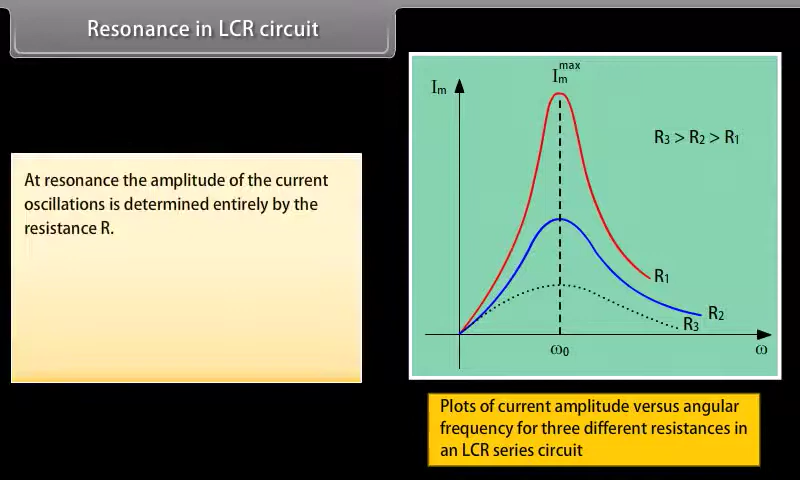 Resonance in LCR circuit
At resonance the amplitude of the current
oscillations is determined entirely by the
resistance R.
Iₘ
Iₘᵐᵃˣ
R₃ > R₂ > R₁
R₁
R₂
R₃
ω₀
ω
Plots of current amplitude versus angular
frequency for three different resistances in
an LCR series circuit